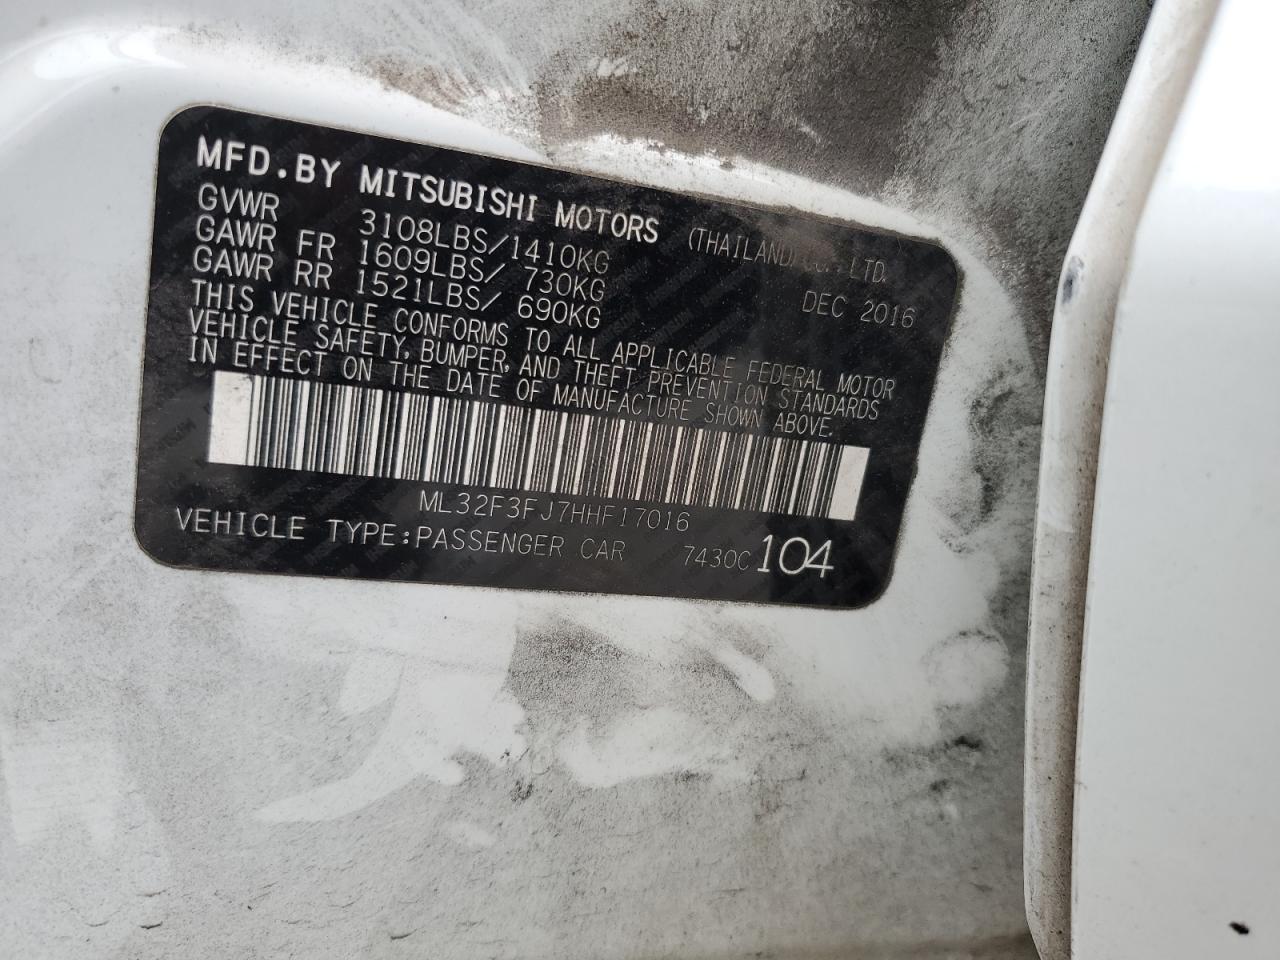 MFD.BY MITSUBISHI MOTORS (THAILAND)CO., LTD.
GVWR 3108LBS/1410KG DEC 2016
GAWR FR 1609LBS/ 730KG
GAWR RR 1521LBS/ 690KG
THIS VEHICLE CONFORMS TO ALL APPLICABLE FEDERAL MOTOR
VEHICLE SAFETY, BUMPER, AND THEFT PREVENTION STANDARDS
IN EFFECT ON THE DATE OF MANUFACTURE SHOWN ABOVE.
ML32F3FJ7HHF17016
VEHICLE TYPE:PASSENGER CAR 7430C 104